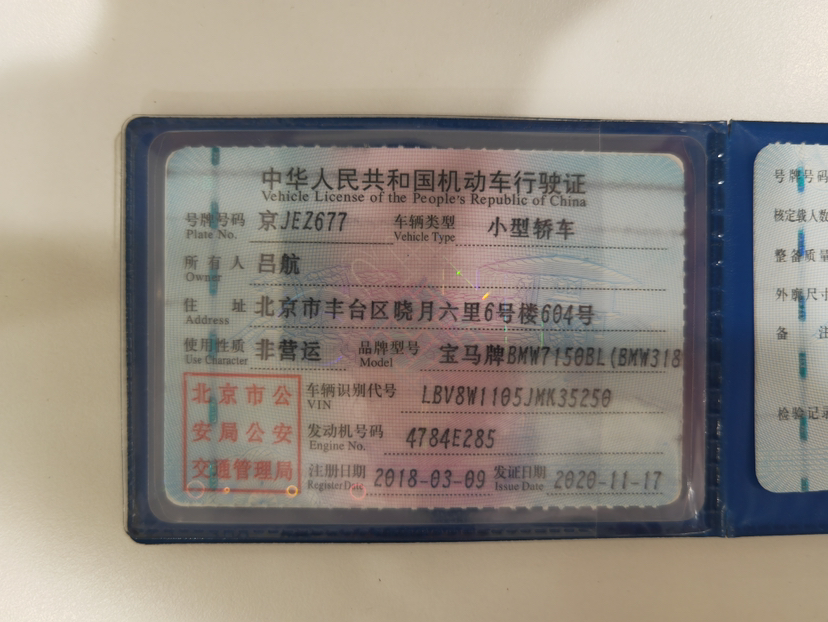 中华人民共和国机动车行驶证
Vehicle License of the People's Republic of China
号牌号码 京JEZ677 车辆类型 小型轿车
Plate No. Vehicle Type
所有人 吕航
Owner
住址 北京市丰台区晓月六里6号楼604号
Address
使用性质 非营运 品牌型号 宝马牌BMW7150BL(BMW318
Use Character Model
北京市公
安局公安
交通管理局
车辆识别代号 LBV8W1105JMK35250
VIN
发动机号码 4784E285
Engine No.
注册日期 2018-03-09 发证日期 2020-11-17
Register Date Issue Date
号牌号码
核定载人数
整备质量
外廓尺寸
备注
检验记录